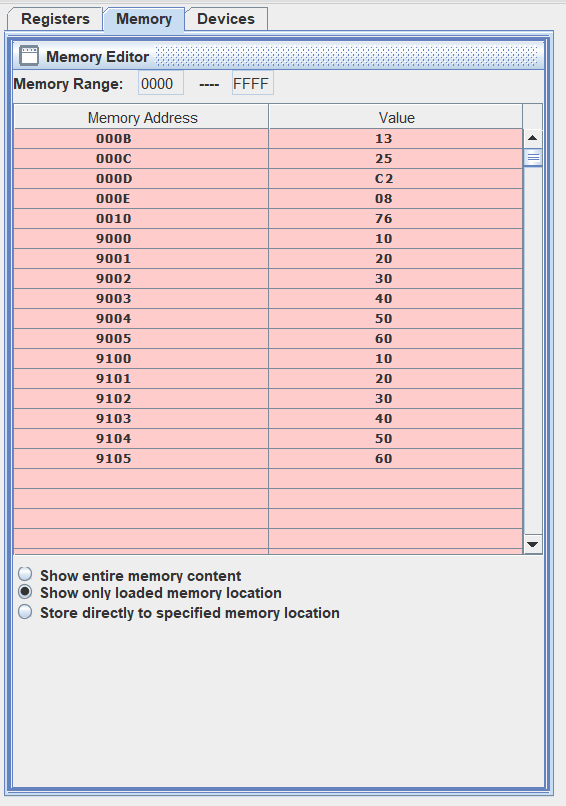 Registers Memory Devices
Memory Editor
Memory Range: 0000 ---- FFFF
Memory Address Value
000B 13
000C 25
000D C2
000E 08
0010 76
9000 10
9001 20
9002 30
9003 40
9004 50
9005 60
9100 10
9101 20
9102 30
9103 40
9104 50
9105 60
Show entire memory content
Show only loaded memory location
Store directly to specified memory location